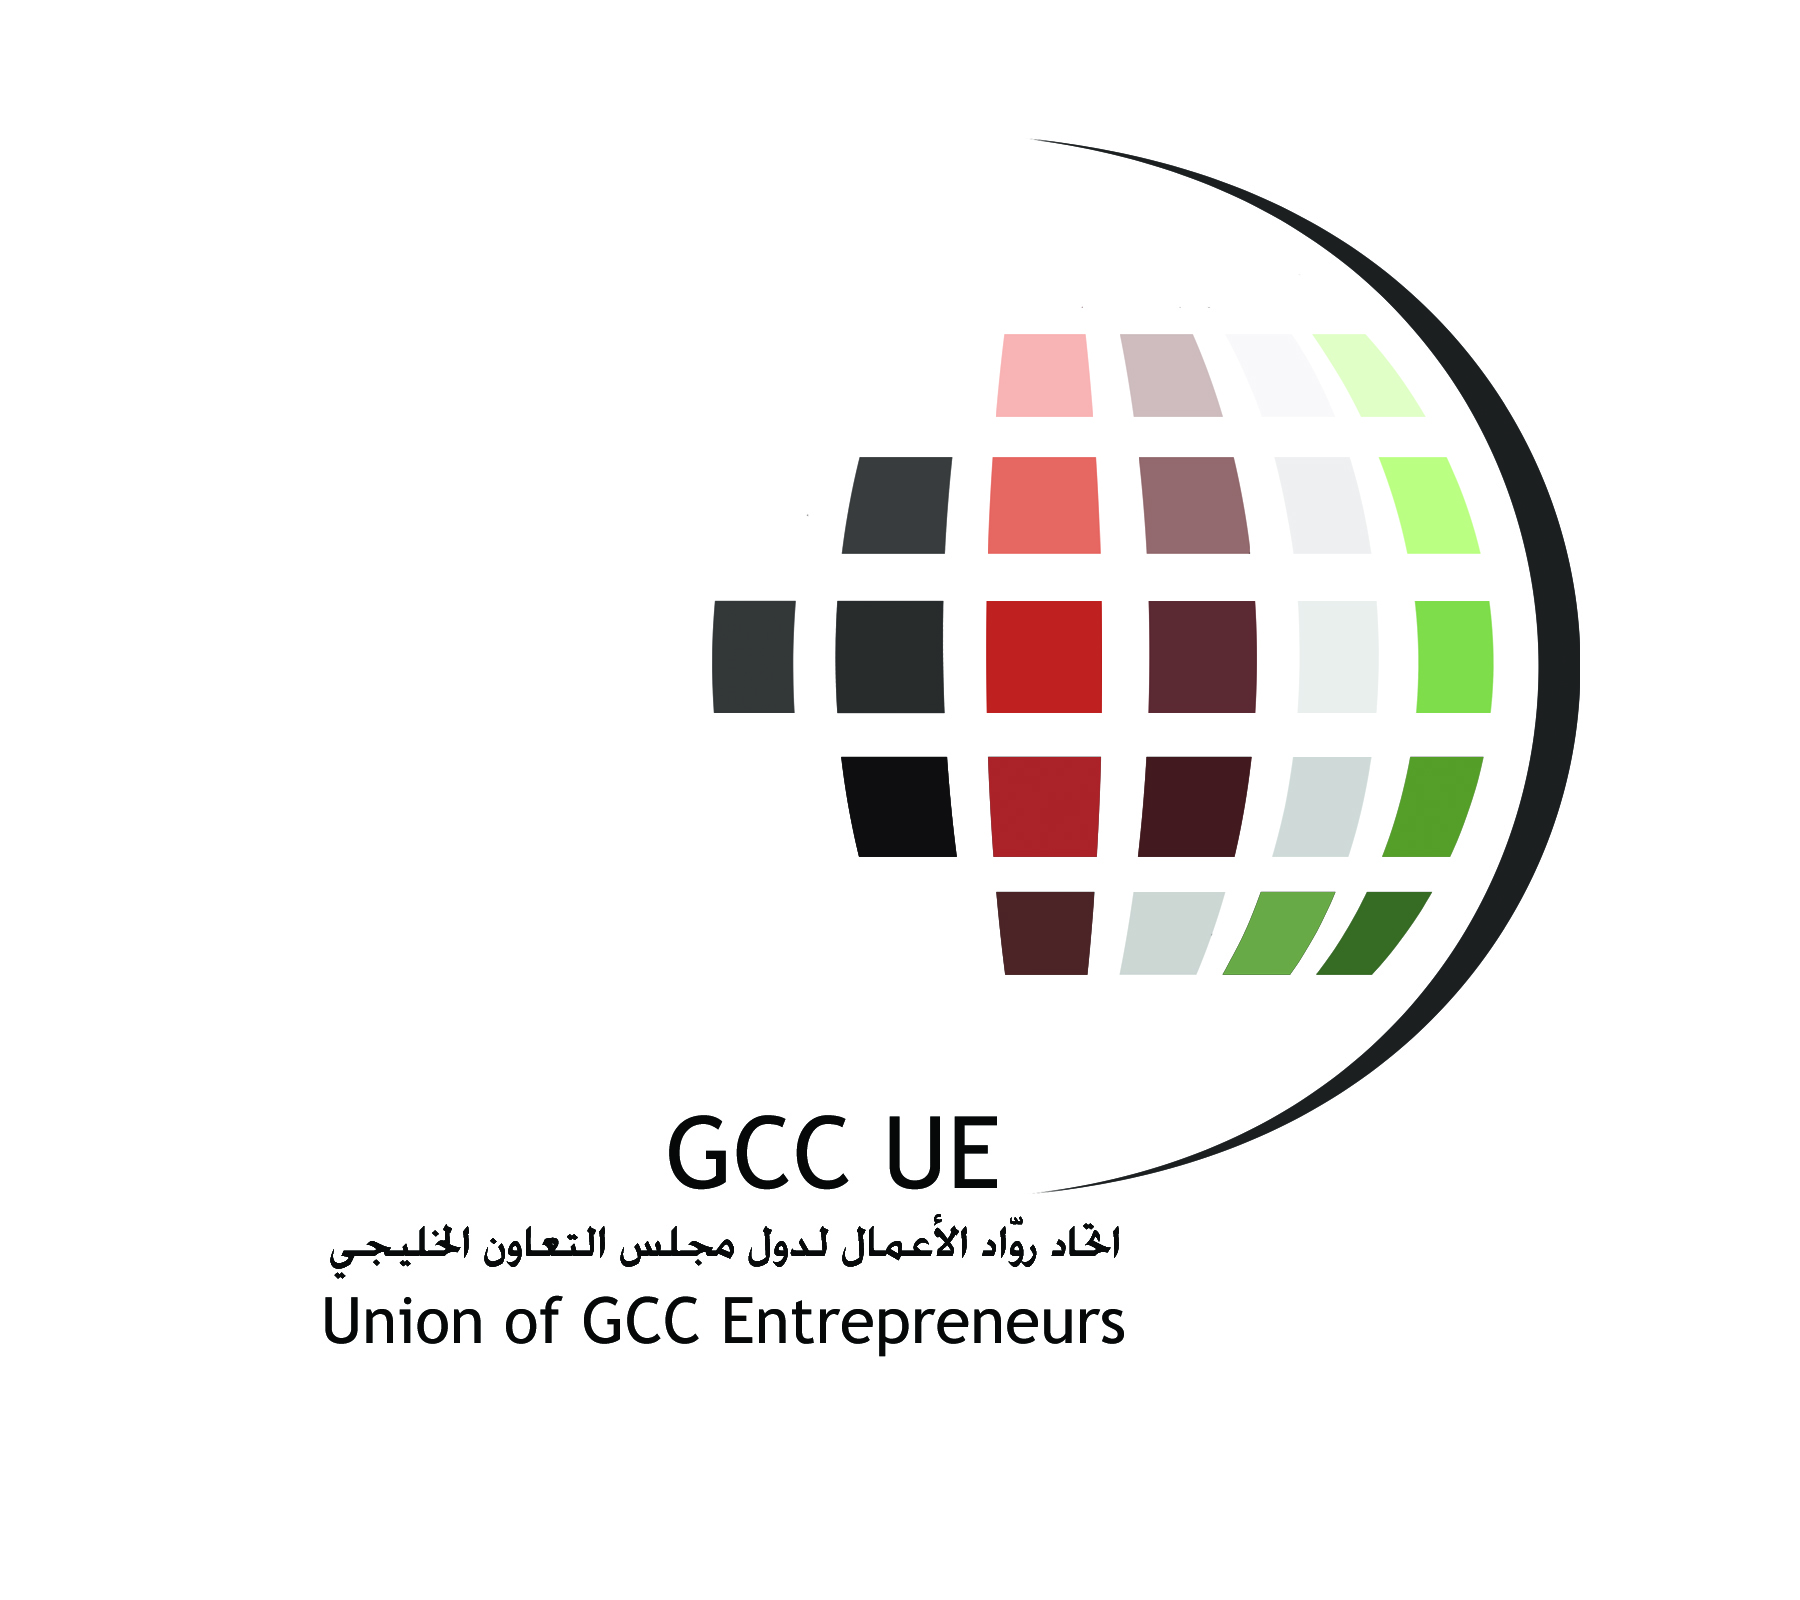 GCC UE
اتحاد روّاد الأعمال لدول مجلس التعاون الخليجي
Union of GCC Entrepreneurs